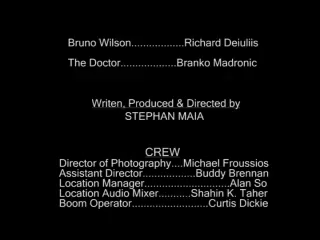 Bruno Wilson..................Richard Deiuliis
The Doctor...................Branko Madronic
Writen, Produced & Directed by
STEPHAN MAIA
CREW
Director of Photography....Michael Froussios
Assistant Director..................Buddy Brennan
Location Manager.............................Alan So
Location Audio Mixer...........Shahin K. Taher
Boom Operator..........................Curtis Dickie